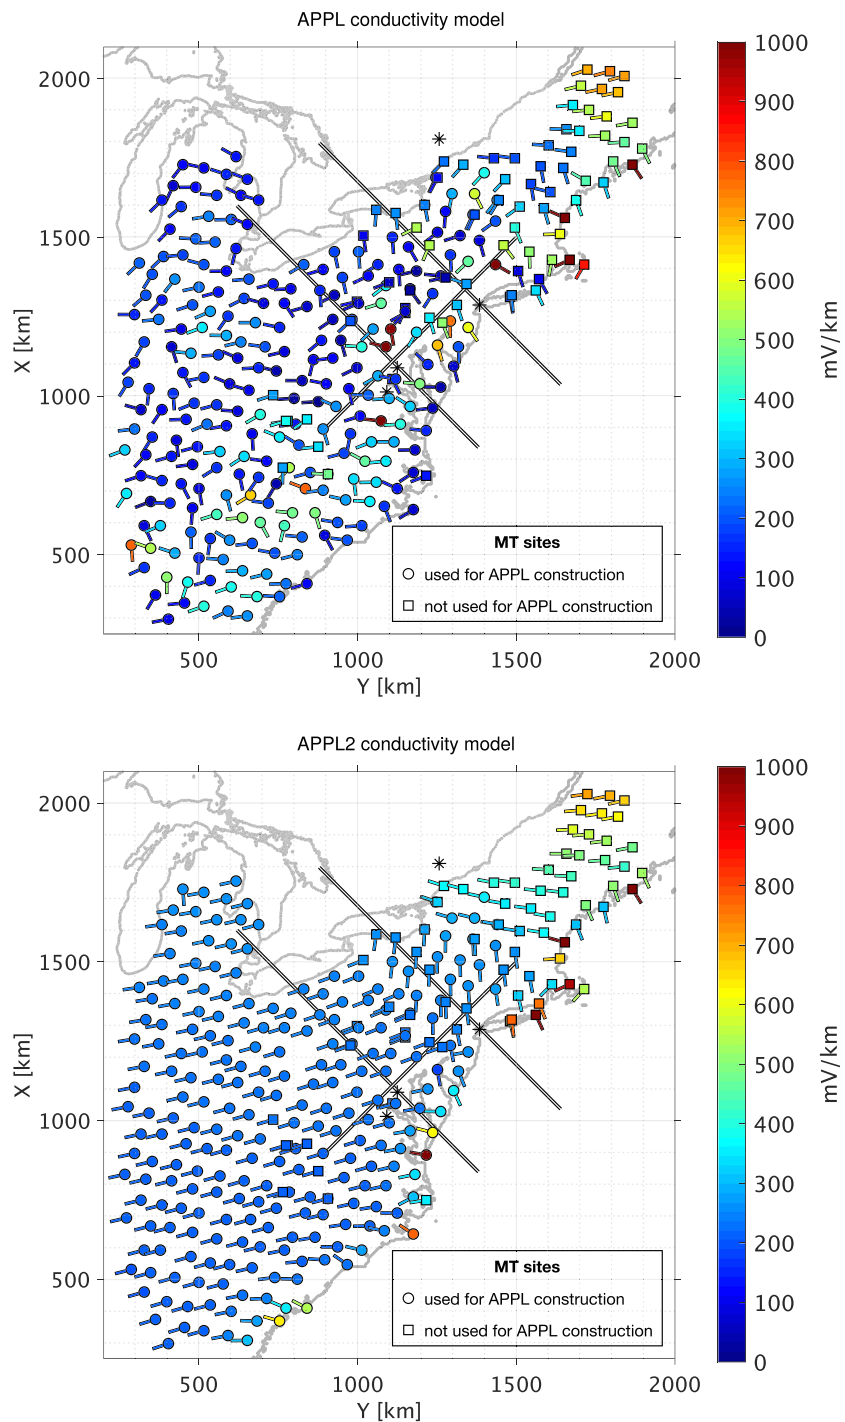 APPL conductivity model
2000
1500
1000
500
X [km]
500
1000
1500
2000
Y [km]
MT sites
used for APPL construction
not used for APPL construction
1000
900
800
700
600
500
400
300
200
100
0
mV/km
APPL2 conductivity model
2000
1500
1000
500
X [km]
500
1000
1500
2000
Y [km]
MT sites
used for APPL construction
not used for APPL construction
1000
900
800
700
600
500
400
300
200
100
0
mV/km